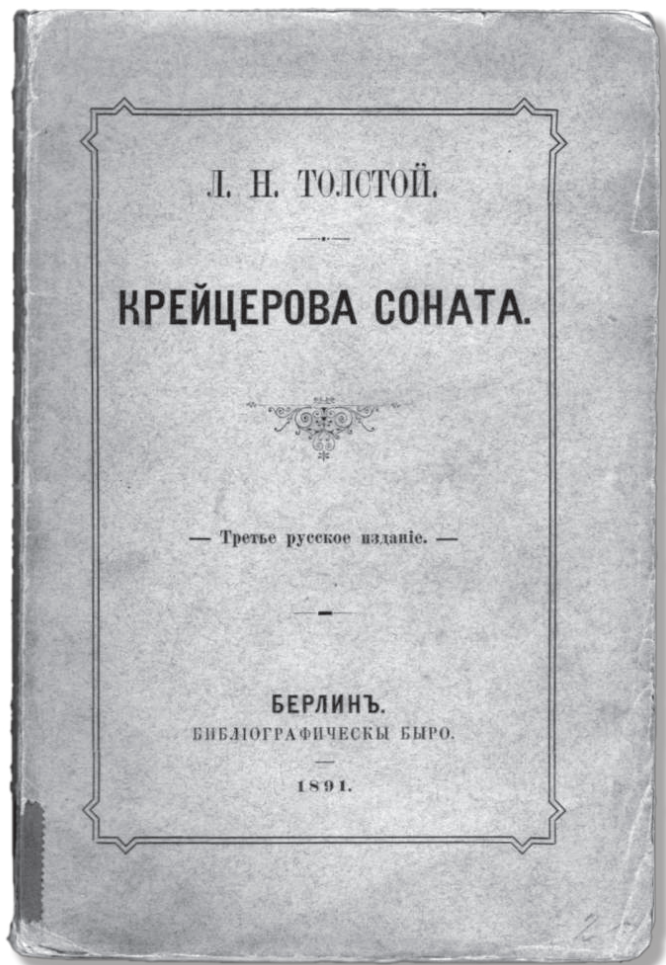 Л. Н. ТОЛСТОЙ.
КРЕЙЦЕРОВА СОНАТА.
— Третье русское изданіе. —
БЕРЛИНЪ.
БИБЛІОГРАФИЧЕСКЫ БЫРО.
1891.